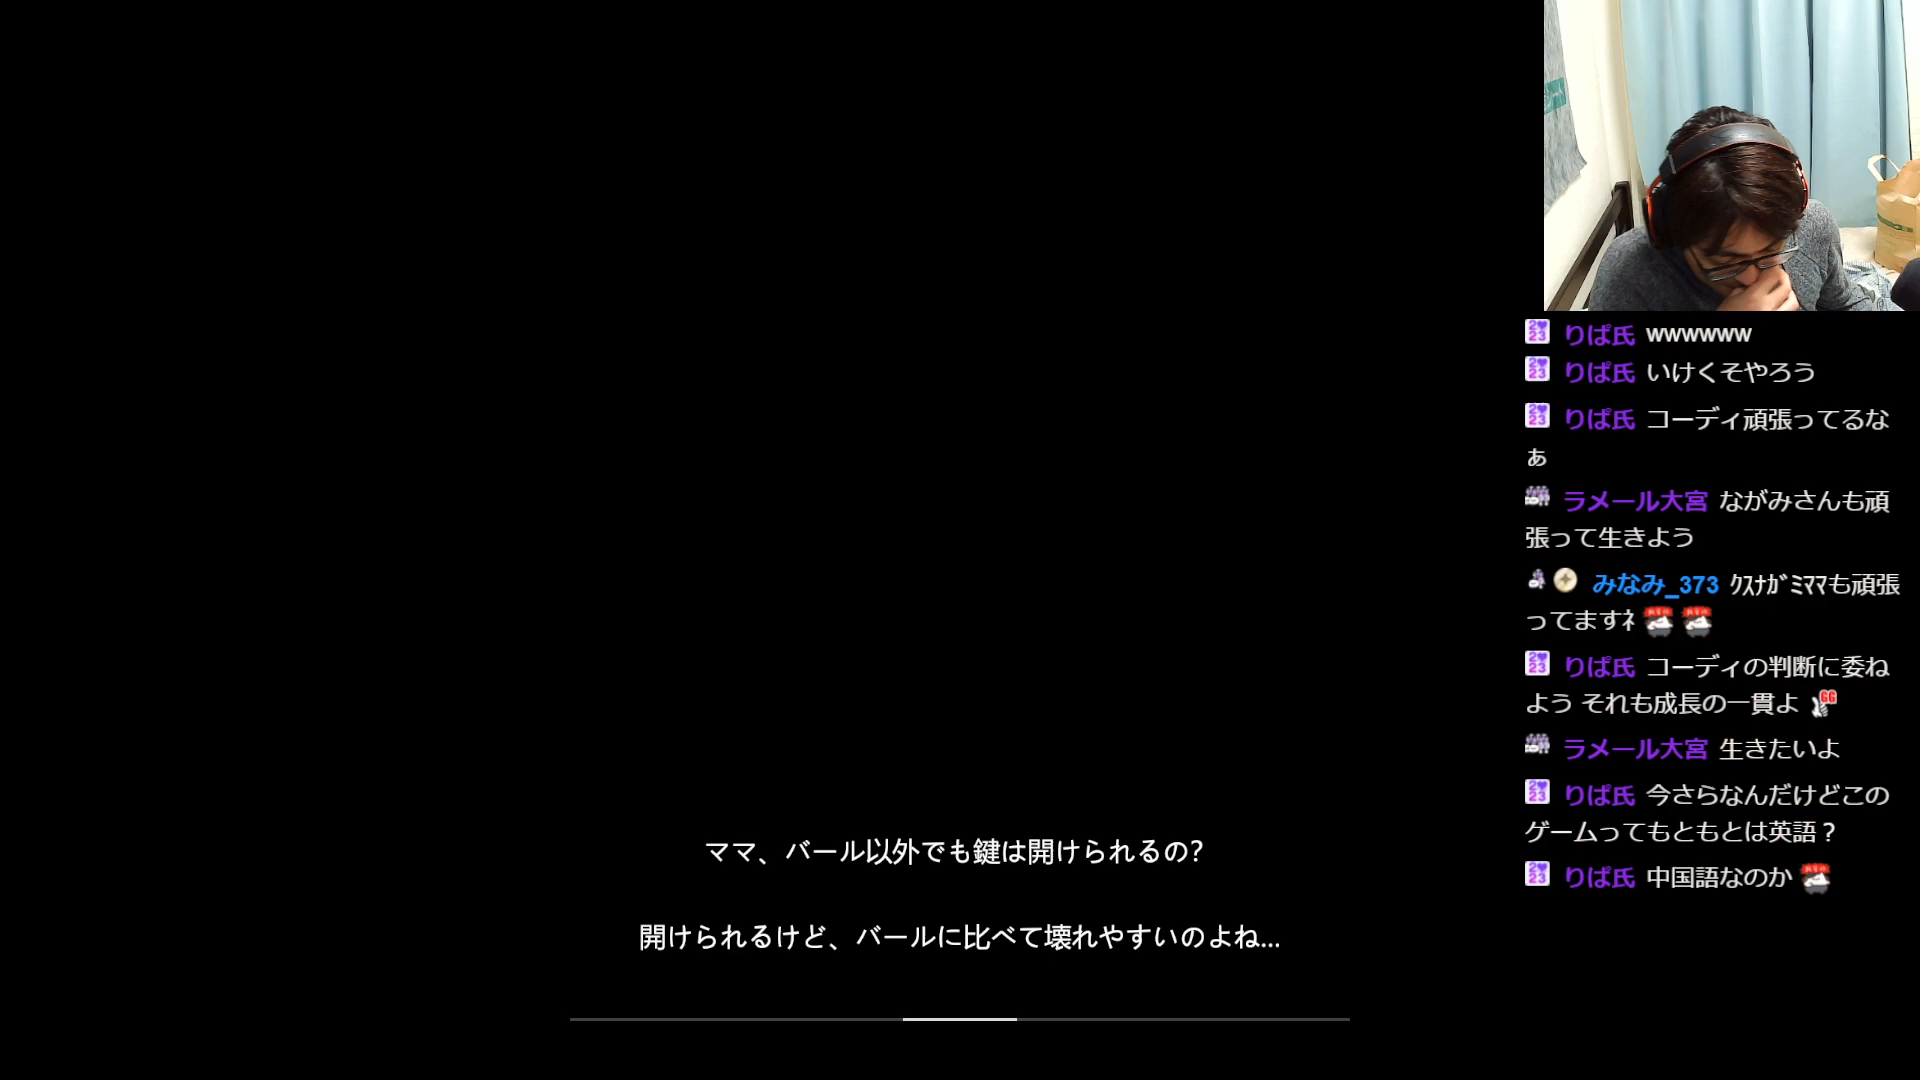 りぱ氏 wwwwww
りぱ氏 いけくそやろう
りぱ氏 コーディ頑張ってるな
ぁ
ラメール大宮 ながみさんも頑
張って生きよう
みなみ_373 ｸｽﾅｶﾞﾐﾏﾏも頑張
ってますﾈ
りぱ氏 コーディの判断に委ね
よう それも成長の一貫よ
ラメール大宮 生きたいよ
りぱ氏 今さらなんだけどこの
ゲームってもともとは英語？
りぱ氏 中国語なのか
ママ、バール以外でも鍵は開けられるの?
開けられるけど、バールに比べて壊れやすいのよね...